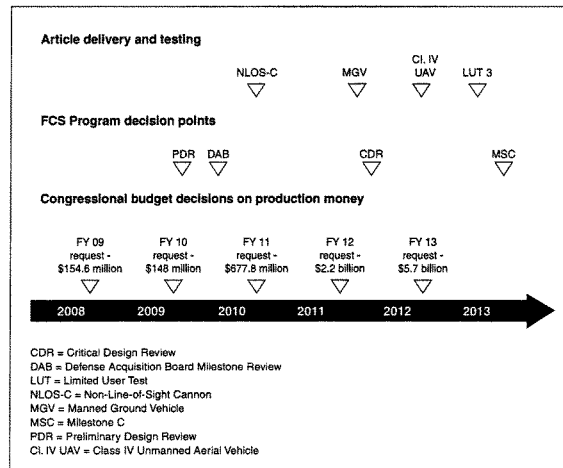 Article delivery and testing
Cl. IV
NLOS-C MGV UAV LUT 3
FCS Program decision points
PDR DAB CDR MSC
Congressional budget decisions on production money
FY 09 FY 10 FY 11 FY 12 FY 13
request - request - request - request - request -
$154.6 million $148 million $677.8 million $2.2 billion $5.7 billion
2008 2009 2010 2011 2012 2013
CDR = Critical Design Review
DAB = Defense Acquisition Board Milestone Review
LUT = Limited User Test
NLOS-C = Non-Line-of-Sight Cannon
MGV = Manned Ground Vehicle
MSC = Milestone C
PDR = Preliminary Design Review
Cl. IV UAV = Class IV Unmanned Aerial Vehicle